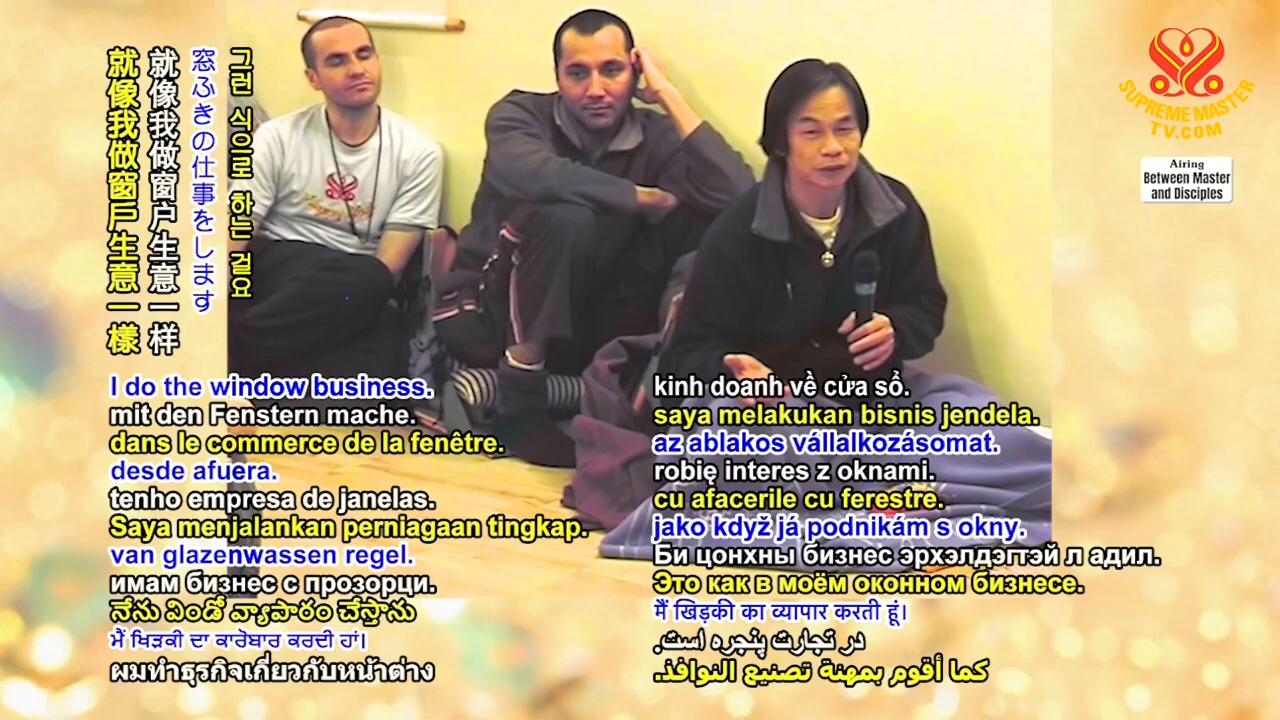 就像我做窗戶生意一樣
就像我做窗户生意一样
窓ふきの仕事をします
그런 식으로 하는 걸요
SUPREME MASTER
TV.COM
Airing
Between Master
and Disciples
I do the window business.
mit den Fenstern mache.
dans le commerce de la fenêtre.
desde afuera.
tenho empresa de janelas.
Saya menjalankan perniagaan tingkap.
van glazenwassen regel.
имам бизнес с прозорци.
నేను విండో వ్యాపారం చేస్తాను
ਮੈਂ ਖਿੜਕੀ ਦਾ ਕਾਰੋਬਾਰ ਕਰਦੀ ਹਾਂ।
ผมทำธุรกิจเกี่ยวกับหน้าต่าง
kinh doanh về cửa sổ.
saya melakukan bisnis jendela.
az ablakos vállalkozásomat.
robię interes z oknami.
cu afacerile cu ferestre.
jako když já podnikám s okny.
Би цонхны бизнес эрхэлдэгтэй л адил.
Это как в моём оконном бизнесе.
मैं खिड़की का व्यापार करती हूं।
در تجارت پنجره است.
كما أقوم بمهنة تصنيع النوافذ.